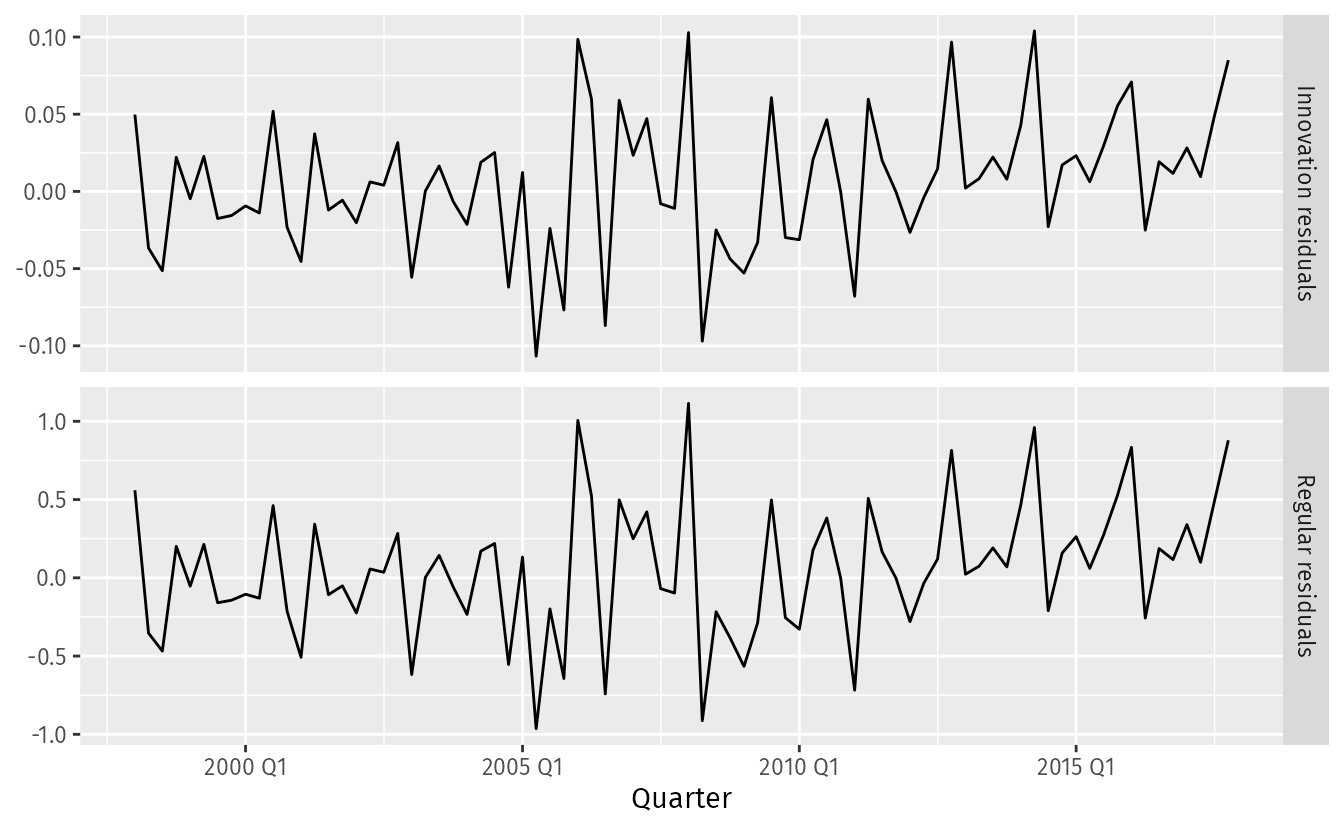 0.10
0.05
0.00
-0.05
-0.10
Innovation residuals
1.0
0.5
0.0
-0.5
-1.0
Regular residuals
2000 Q1
2005 Q1
2010 Q1
2015 Q1
Quarter